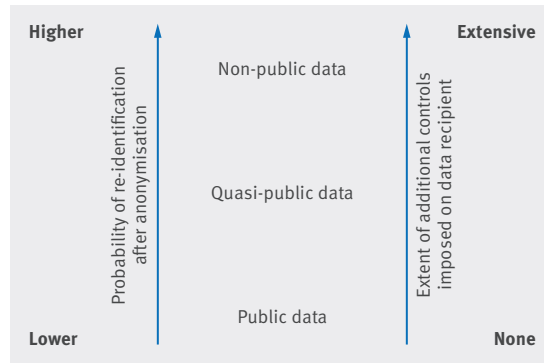 Higher
Extensive
Non-public data
Probability of re-identification
after anonymisation
Quasi-public data
Extent of additional controls
imposed on data recipient
Public data
Lower
None